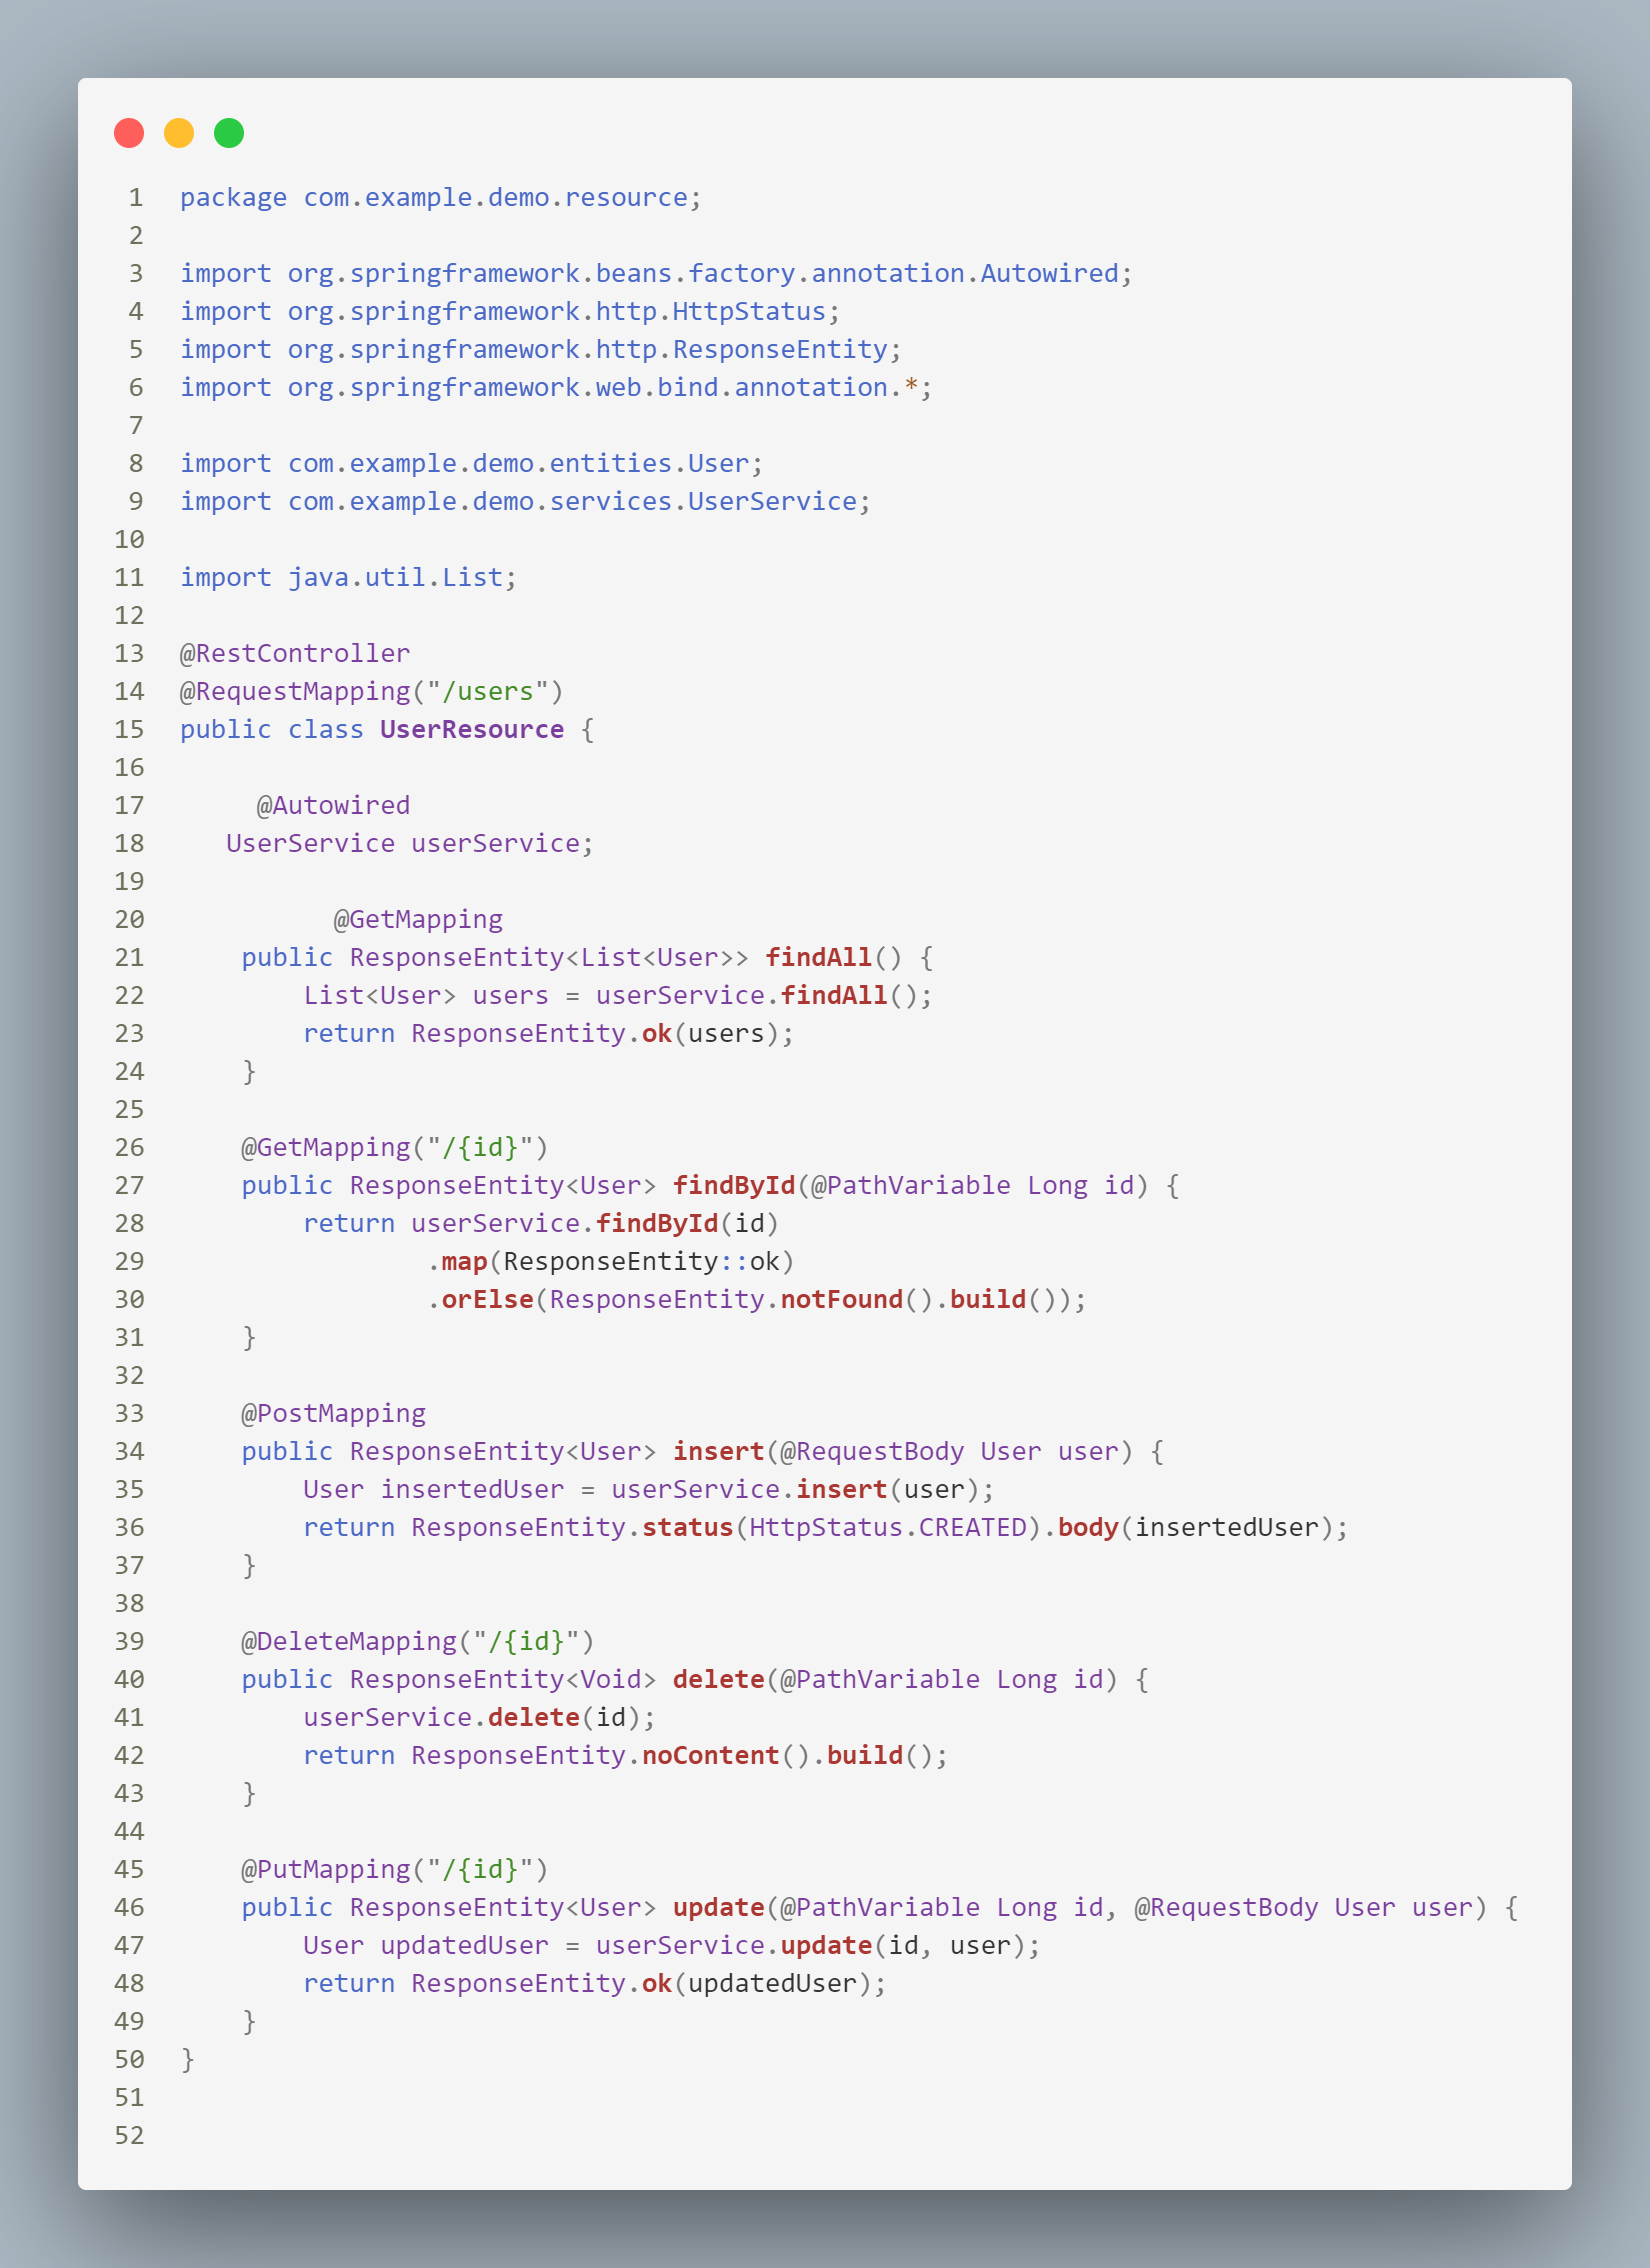 1 package com.example.demo.resource;
2
3 import org.springframework.beans.factory.annotation.Autowired;
4 import org.springframework.http.HttpStatus;
5 import org.springframework.http.ResponseEntity;
6 import org.springframework.web.bind.annotation.*;
7
8 import com.example.demo.entities.User;
9 import com.example.demo.services.UserService;
10
11 import java.util.List;
12
13 @RestController
14 @RequestMapping("/users")
15 public class UserResource {
16
17      @Autowired
18    UserService userService;
19
20           @GetMapping
21     public ResponseEntity<List<User>> findAll() {
22         List<User> users = userService.findAll();
23         return ResponseEntity.ok(users);
24     }
25
26     @GetMapping("/{id}")
27     public ResponseEntity<User> findById(@PathVariable Long id) {
28         return userService.findById(id)
29                 .map(ResponseEntity::ok)
30                 .orElse(ResponseEntity.notFound().build());
31     }
32
33     @PostMapping
34     public ResponseEntity<User> insert(@RequestBody User user) {
35         User insertedUser = userService.insert(user);
36         return ResponseEntity.status(HttpStatus.CREATED).body(insertedUser);
37     }
38
39     @DeleteMapping("/{id}")
40     public ResponseEntity<Void> delete(@PathVariable Long id) {
41         userService.delete(id);
42         return ResponseEntity.noContent().build();
43     }
44
45     @PutMapping("/{id}")
46     public ResponseEntity<User> update(@PathVariable Long id, @RequestBody User user) {
47         User updatedUser = userService.update(id, user);
48         return ResponseEntity.ok(updatedUser);
49     }
50 }
51
52